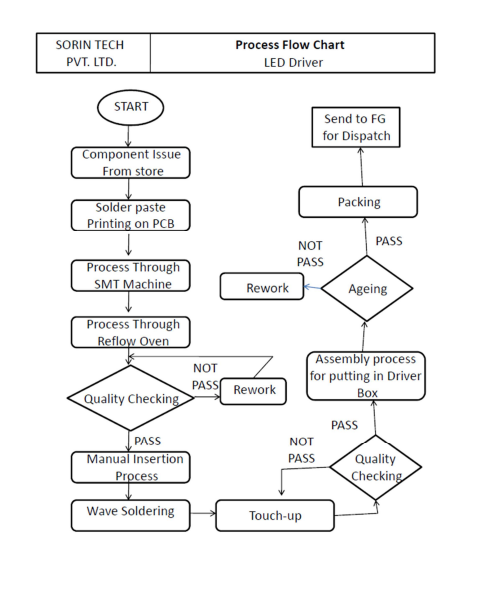 SORIN TECH
PVT. LTD.
Process Flow Chart
LED Driver
START
Component Issue
From store
Solder paste
Printing on PCB
Process Through
SMT Machine
Process Through
Reflow Oven
Quality Checking
NOT
PASS
Rework
PASS
Manual Insertion
Process
Wave Soldering
Touch-up
NOT
PASS
Quality
Checking
PASS
Assembly process
for putting in Driver
Box
Ageing
NOT
PASS
Rework
PASS
Packing
Send to FG
for Dispatch